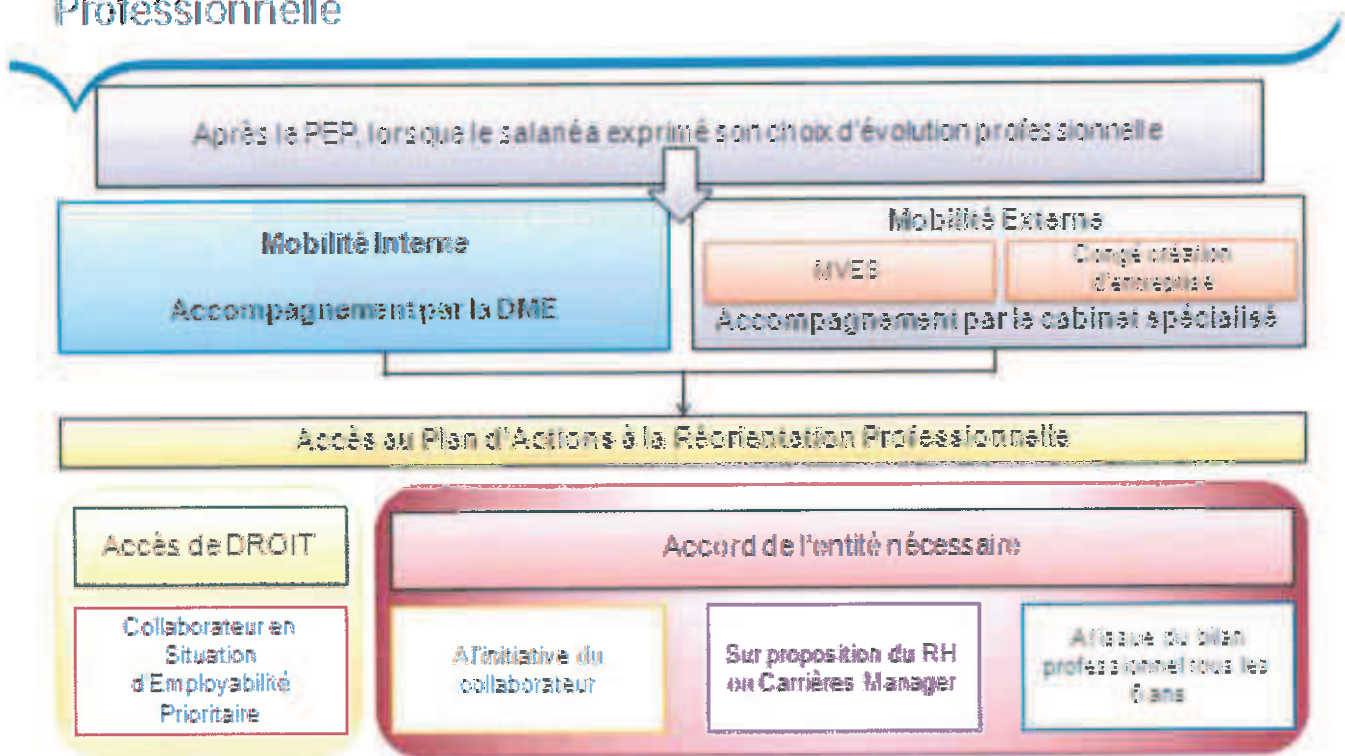 Professionnelle
Après le PEP, lorsque le salarié a exprimé son choix d'évolution professionnelle
Mobilité Interne
Accompagnement par la DME
Mobilité Externe
MVES
Congé création
d'entreprise
Accompagnement par le cabinet spécialisé
Accès au Plan d'Actions à la Réorientation Professionnelle
Accès de DROIT
Collaborateur en
Situation
d'Employabilité
Prioritaire
Accord de l'entité nécessaire
A l'initiative du
collaborateur
Sur proposition du RH
ou Carrières Manager
A l'issue du bilan
professionnel tous les
6 ans